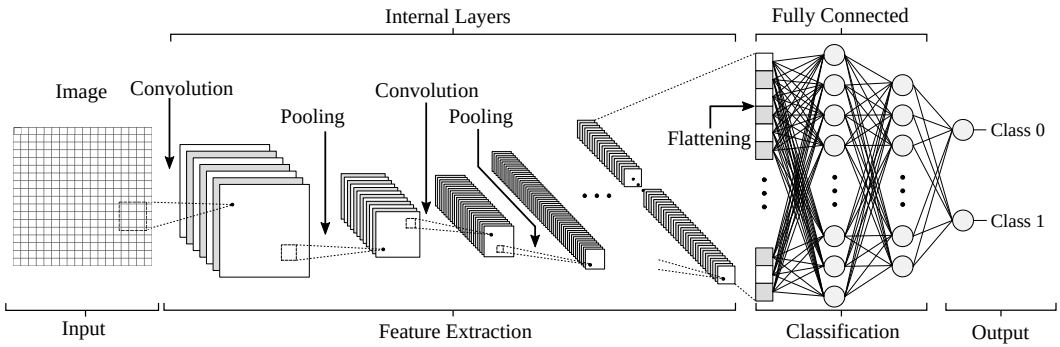 Internal Layers
Fully Connected
Image
Convolution
Convolution
Pooling
Pooling
Flattening
Class 0
Class 1
Input
Feature Extraction
Classification
Output